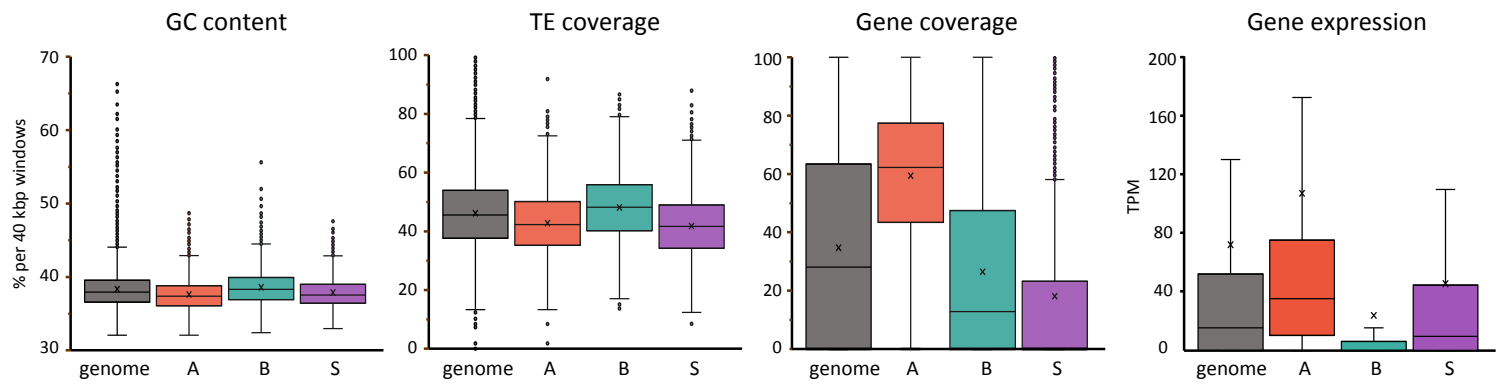 GC content
% per 40 kbp windows
70
60
50
40
30
genome A B S
TE coverage
100
80
60
40
20
0
genome A B S
Gene coverage
100
80
60
40
20
0
genome A B S
Gene expression
TPM
200
160
120
80
40
0
genome A B S